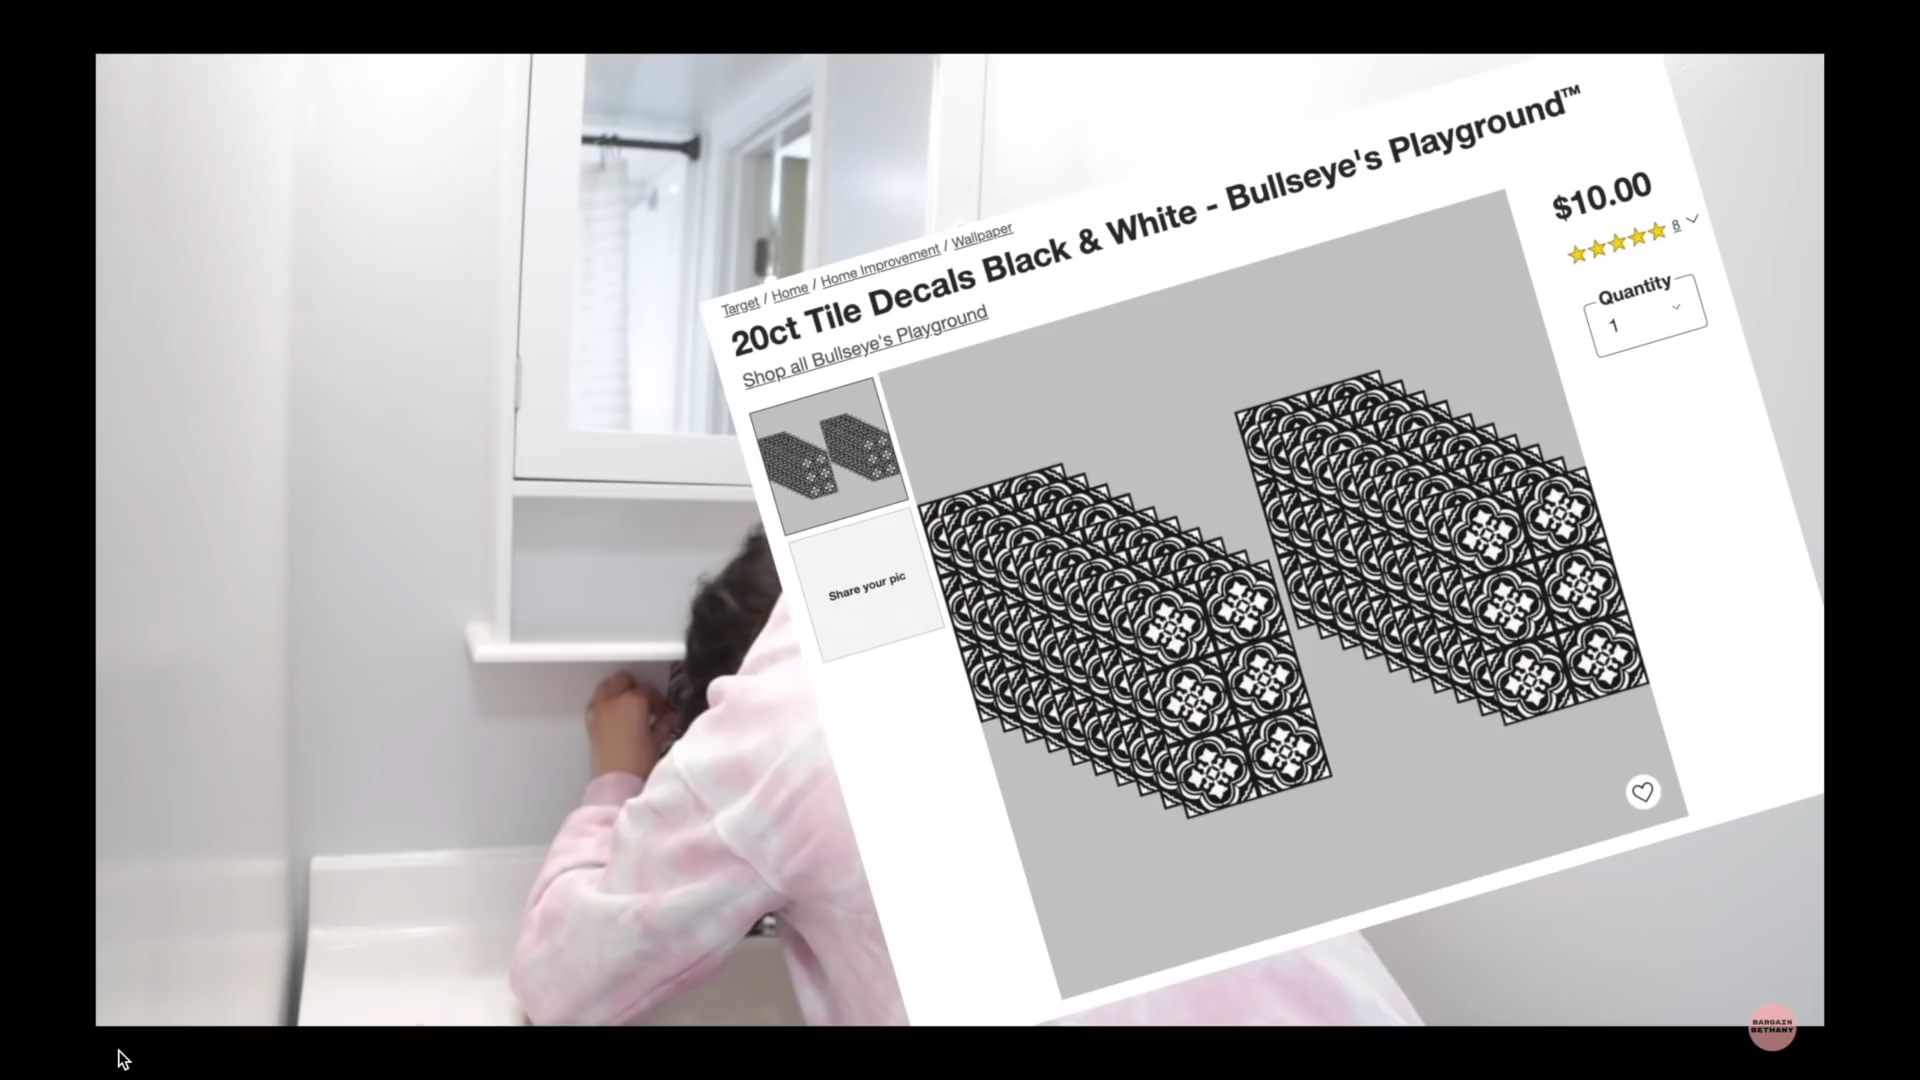 Target / Home / Home Improvement / Wallpaper
20ct Tile Decals Black & White - Bullseye's Playground™
Shop all Bullseye's Playground
$10.00
8
Quantity
1
Share your pic
BARGAIN
BETHANY